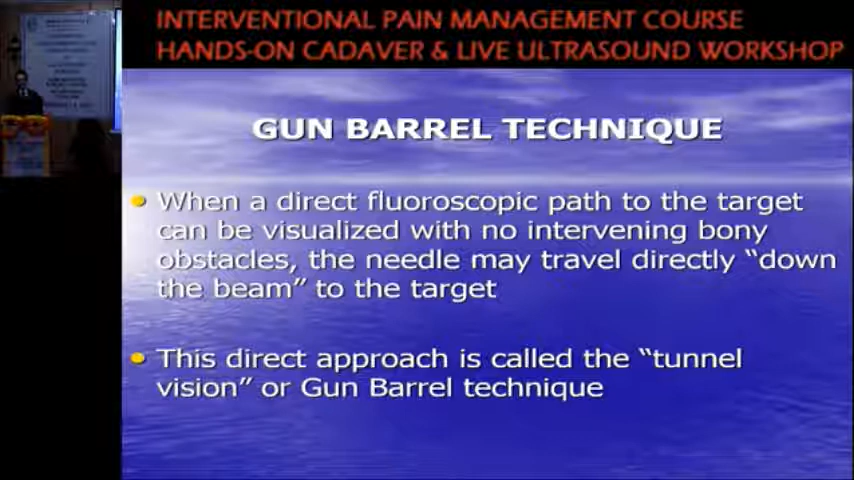 INTERVENTIONAL PAIN MANAGEMENT COURSE
HANDS-ON CADAVER & LIVE ULTRASOUND WORKSHOP
GUN BARREL TECHNIQUE
When a direct fluoroscopic path to the target
can be visualized with no intervening bony
obstacles, the needle may travel directly “down
the beam” to the target
This direct approach is called the “tunnel
vision” or Gun Barrel technique